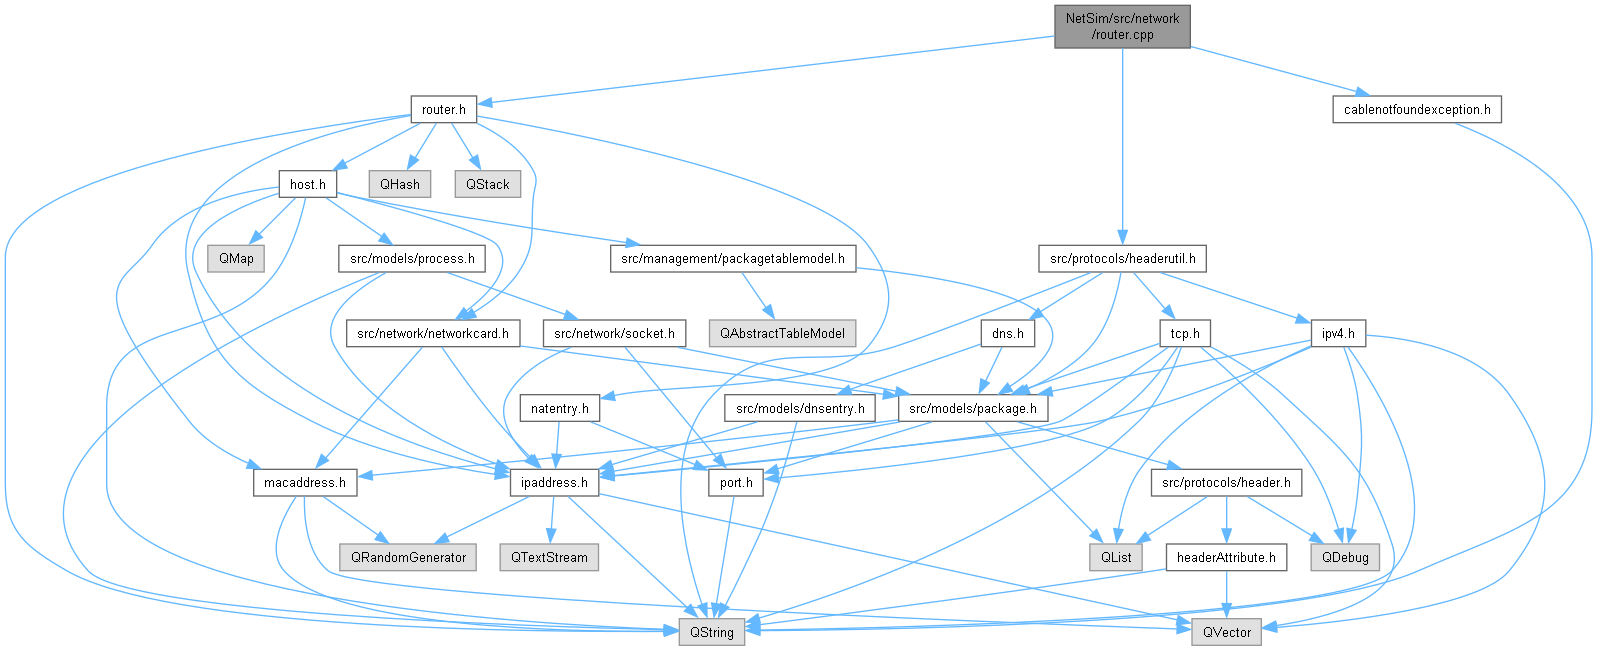 NetSim/src/network
/router.cpp
router.h
cablenotfoundexception.h
host.h
QHash
QStack
QMap
src/models/process.h
src/management/packagetablemodel.h
src/protocols/headerutil.h
src/network/networkcard.h
src/network/socket.h
QAbstractTableModel
dns.h
tcp.h
ipv4.h
natentry.h
src/models/dnsentry.h
src/models/package.h
macaddress.h
ipaddress.h
port.h
src/protocols/header.h
QRandomGenerator
QTextStream
QList
headerAttribute.h
QDebug
QString
QVector